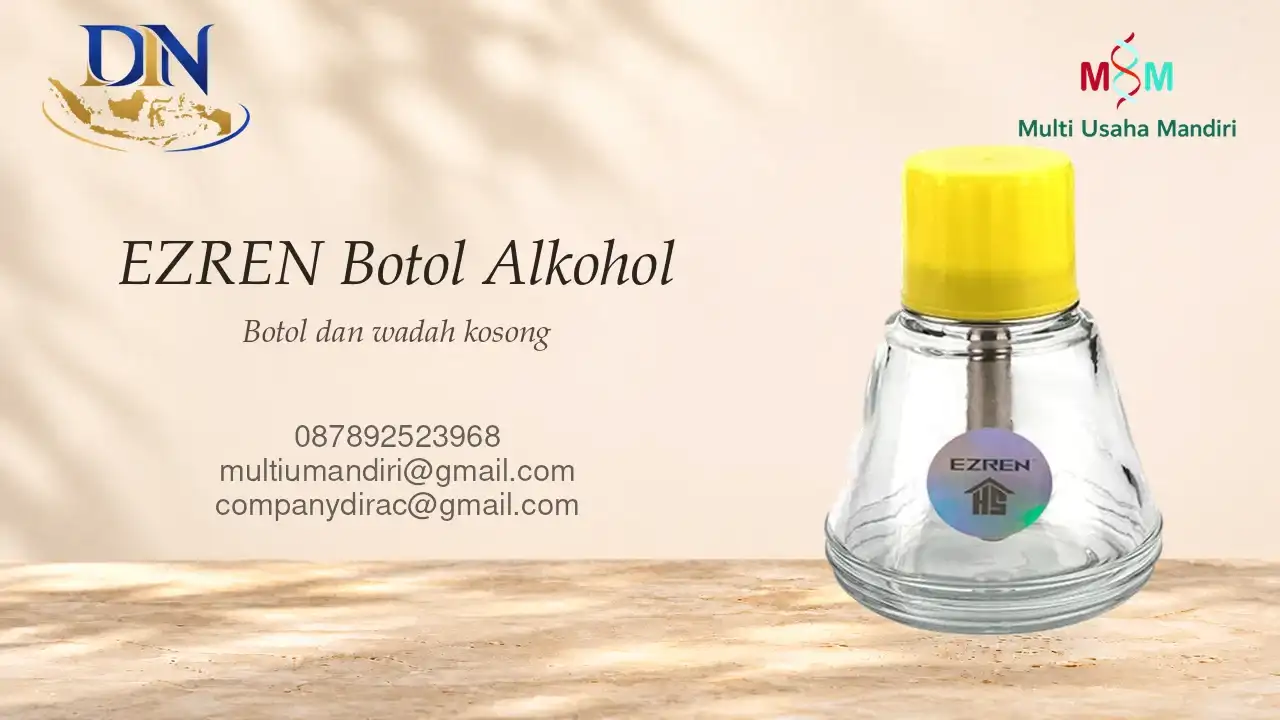 DIN
MSM
Multi Usaha Mandiri
EZREN Botol Alkohol
Botol dan wadah kosong
087892523968
multiumandiri@gmail.com
companydirac@gmail.com
EZREN
HS